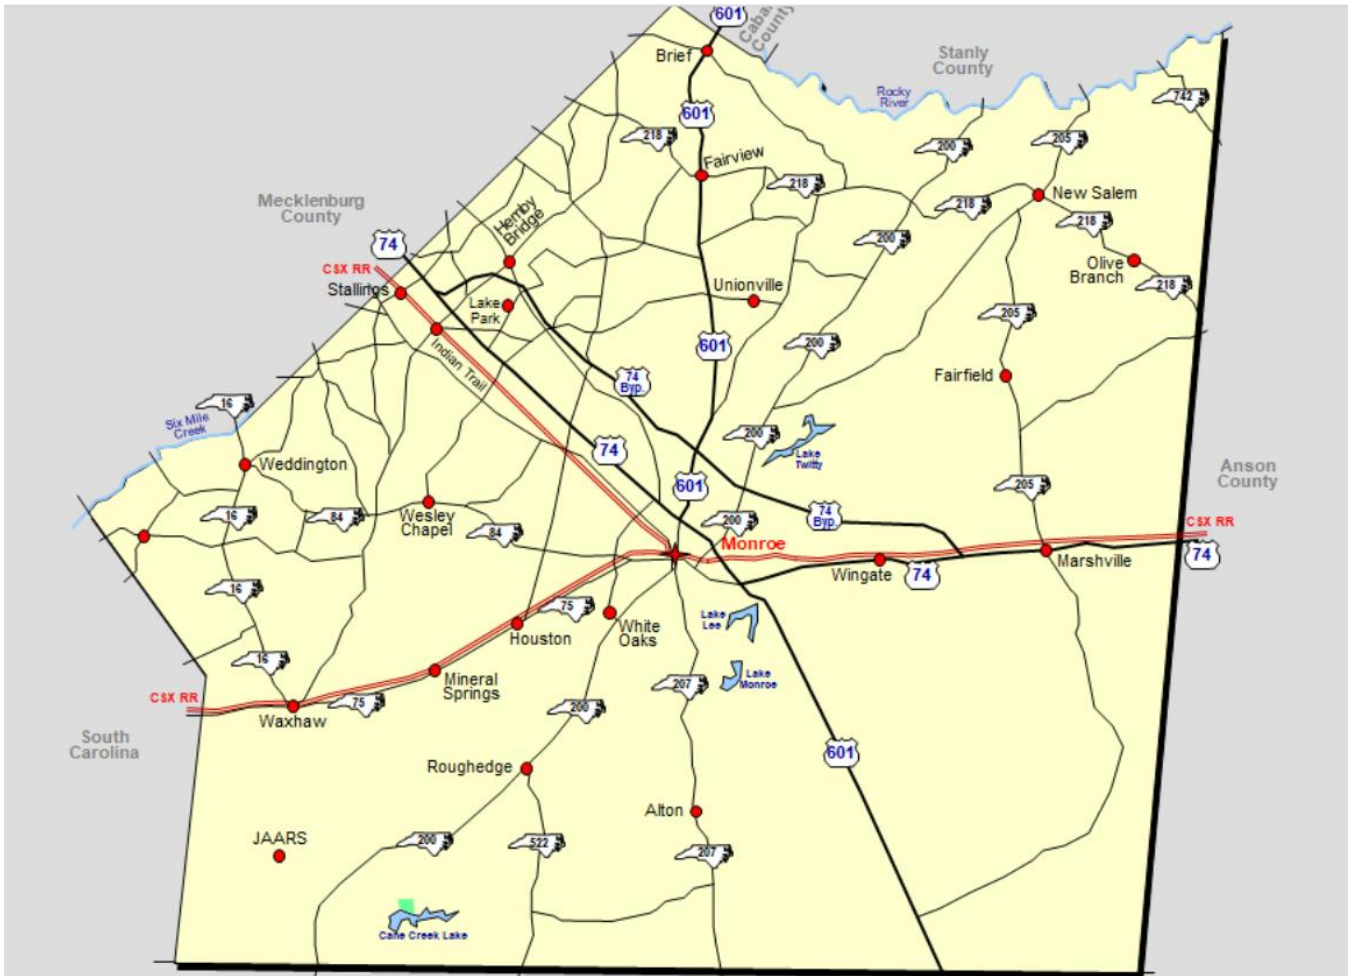 601
Cabar
County
Brief
Stanly
County
Rocky
River
742
601
218
200
205
Fairview
218
New Salem
Mecklenburg
County
Hemby
Bridge
218
218
74
200
Olive
Branch
CSX RR
218
Stallings
Lake
Park
Unionville
205
Indian Trail
601
200
Fairfield
74
Byp.
16
Six Mile
Creek
200
74
Lake
Twitty
Weddington
Anson
County
601
205
Wesley
Chapel
16
84
84
200
74
Byp.
CSX RR
Monroe
74
Wingate
74
Marshville
16
75
Lake
Lee
White
Oaks
Houston
16
Mineral
Springs
207
Lake
Monroe
CSX RR
75
200
Waxhaw
South
Carolina
601
Roughedge
Alton
JAARS
200
522
207
Cane Creek Lake